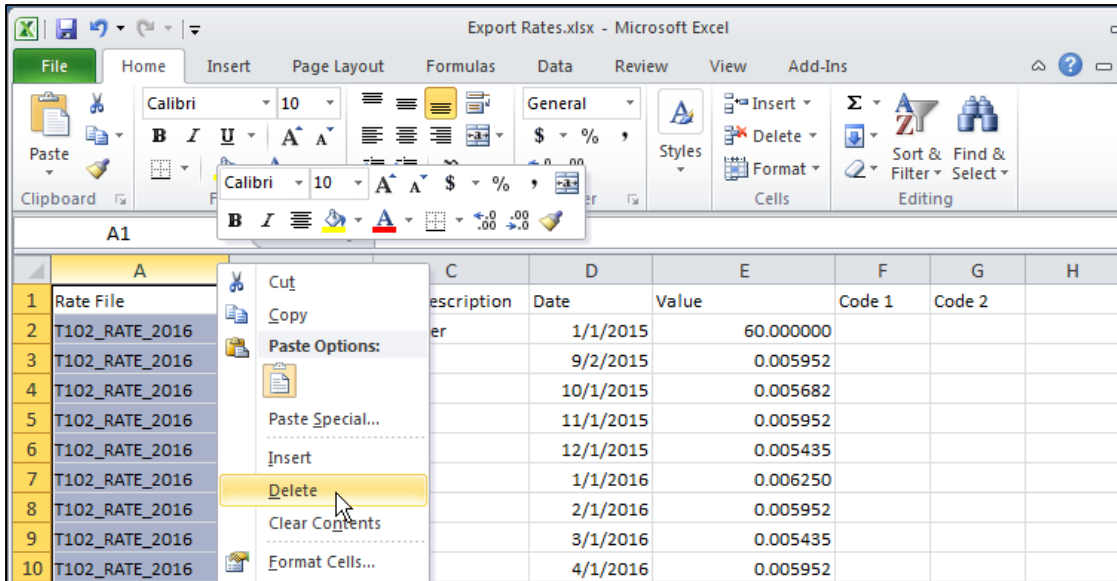 Export Rates.xlsx - Microsoft Excel
File Home Insert Page Layout Formulas Data Review View Add-Ins
Calibri 10 General Insert Σ
B I U A A $ % , Delete
Paste Styles Format Sort & Find &
Filter Select
Clipboard Cells Editing
Calibri 10 A A $ % ,
B I A .00 .0
A1
A C D E F G H
1 Rate File escription Date Value Code 1 Code 2
2 T102_RATE_2016 er 1/1/2015 60.000000
3 T102_RATE_2016 9/2/2015 0.005952
4 T102_RATE_2016 10/1/2015 0.005682
5 T102_RATE_2016 11/1/2015 0.005952
6 T102_RATE_2016 12/1/2015 0.005435
7 T102_RATE_2016 1/1/2016 0.006250
8 T102_RATE_2016 2/1/2016 0.005952
9 T102_RATE_2016 3/1/2016 0.005435
10 T102_RATE_2016 4/1/2016 0.005952
Cut
Copy
Paste Options:
Paste Special...
Insert
Delete
Clear Contents
Format Cells...